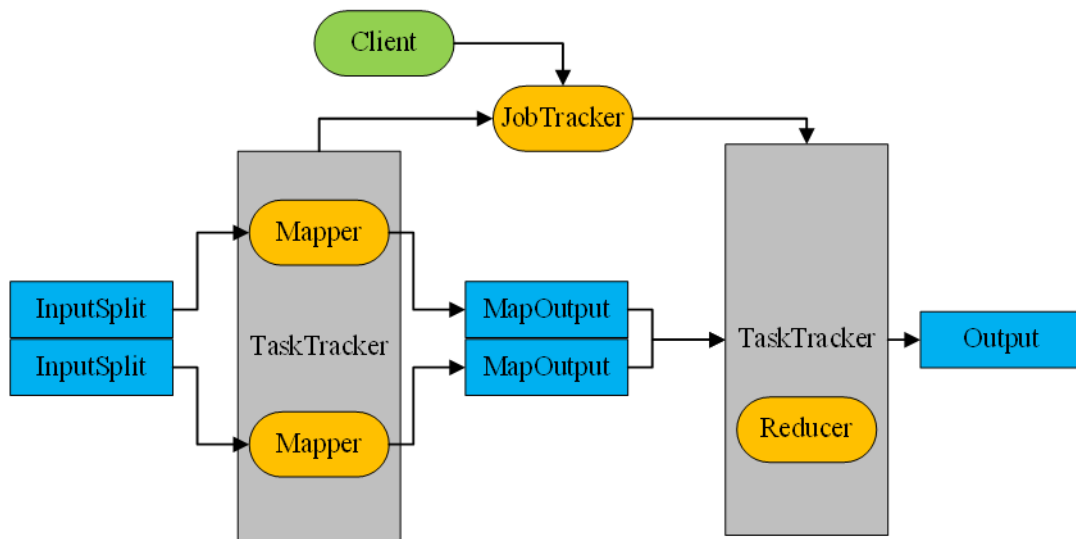 Client
JobTracker
Mapper
InputSplit
MapOutput
TaskTracker
TaskTracker
Output
InputSplit
MapOutput
Reducer
Mapper